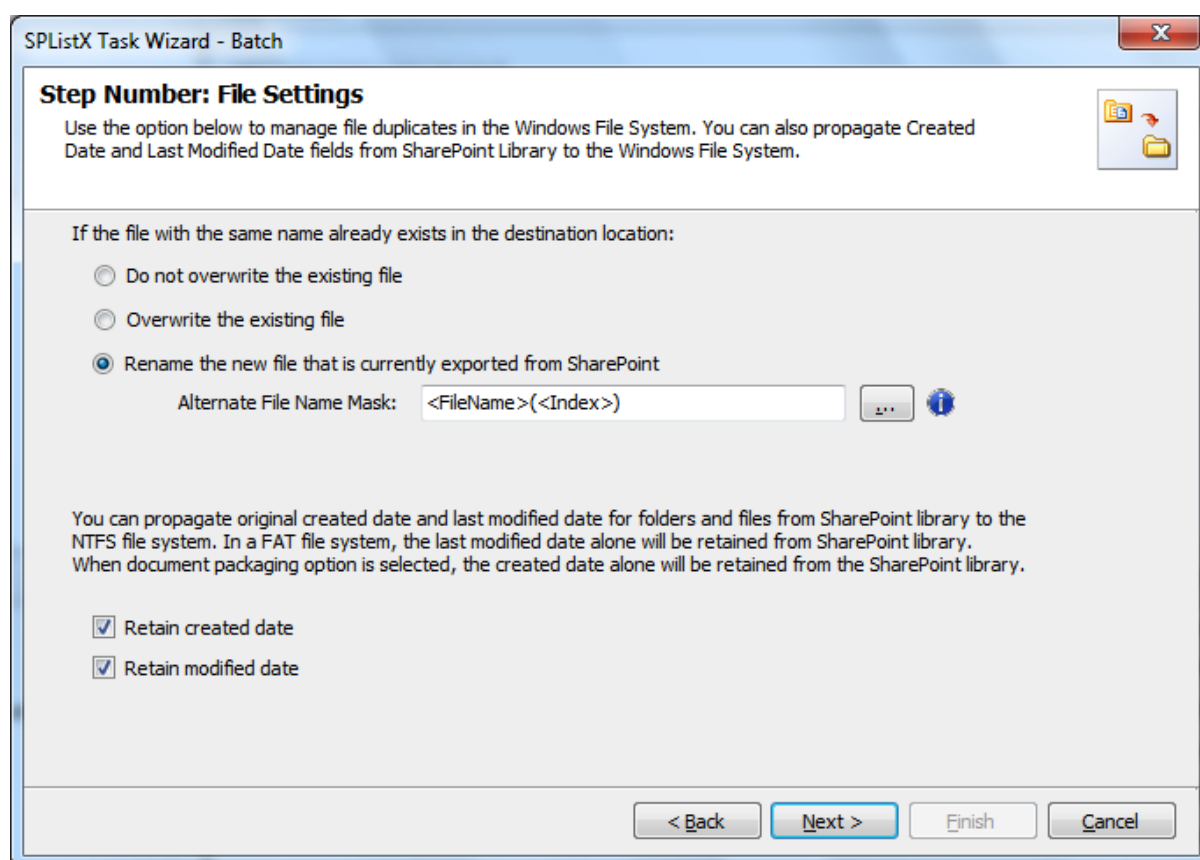 SPListX Task Wizard - Batch
X
Step Number: File Settings
Use the option below to manage file duplicates in the Windows File System. You can also propagate Created
Date and Last Modified Date fields from SharePoint Library to the Windows File System.
If the file with the same name already exists in the destination location:
Do not overwrite the existing file
Overwrite the existing file
Rename the new file that is currently exported from SharePoint
Alternate File Name Mask: <FileName>(<Index>) ... i
You can propagate original created date and last modified date for folders and files from SharePoint library to the
NTFS file system. In a FAT file system, the last modified date alone will be retained from SharePoint library.
When document packaging option is selected, the created date alone will be retained from the SharePoint library.
Retain created date
Retain modified date
< Back Next > Finish Cancel